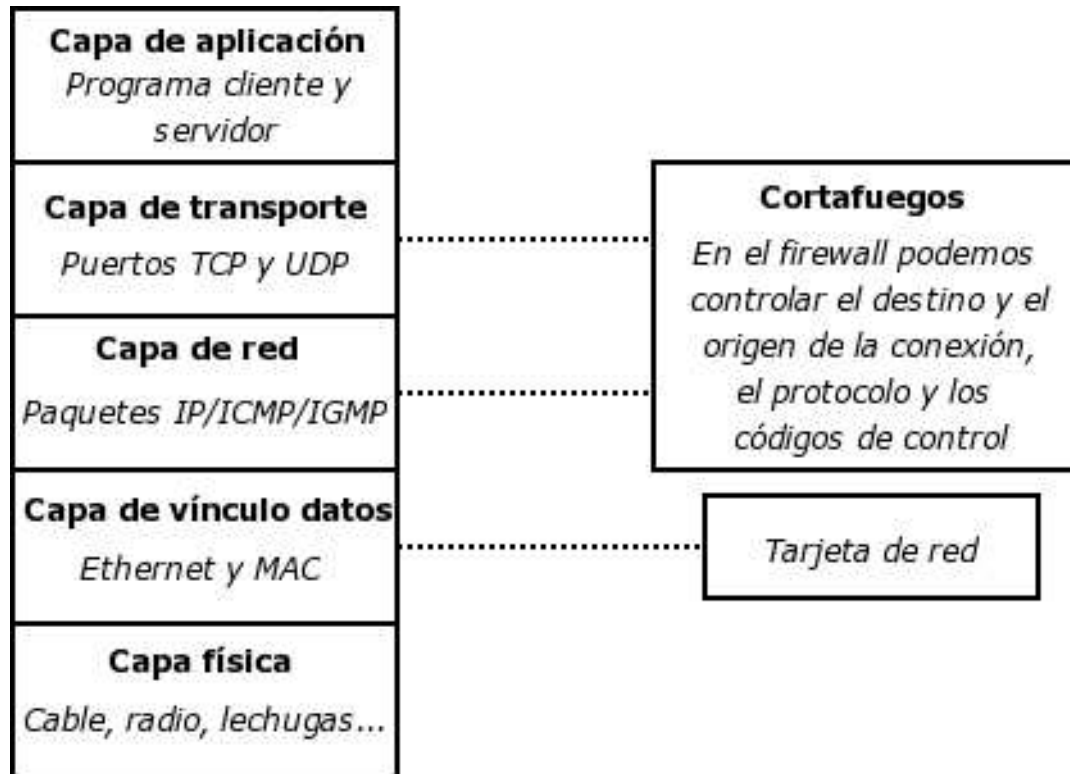 Capa de aplicación
Programa cliente y
servidor
Capa de transporte
Puertos TCP y UDP
Capa de red
Paquetes IP/ICMP/IGMP
Capa de vínculo datos
Ethernet y MAC
Capa física
Cable, radio, lechugas...
Cortafuegos
En el firewall podemos
controlar el destino y el
origen de la conexión,
el protocolo y los
códigos de control
Tarjeta de red